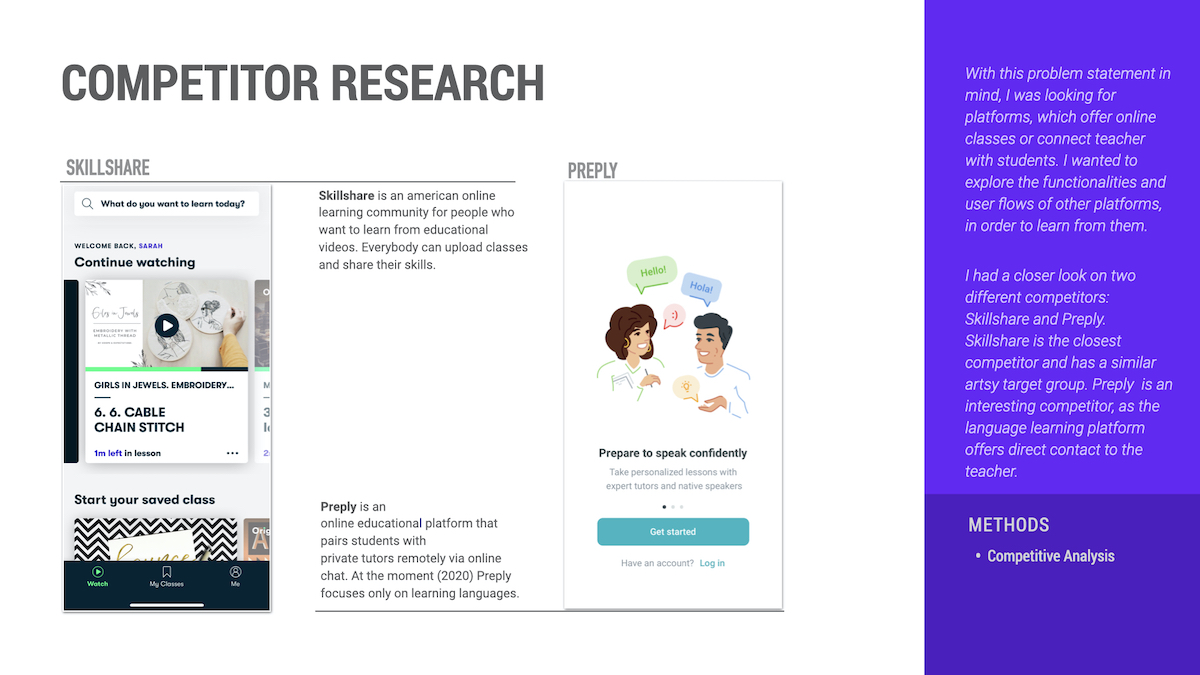 COMPETITOR RESEARCH
SKILLSHARE
What do you want to learn today?
WELCOME BACK, SARAH
Continue watching
Girls in Jewels
EMBROIDERY WITH
METALLIC THREAD
GIRLS IN JEWELS. EMBROIDERY...
6. 6. CABLE
CHAIN STITCH
1m left in lesson
Start your saved class
Orig
Watch
My Classes
Me
Skillshare is an american online
learning community for people who
want to learn from educational
videos. Everybody can upload classes
and share their skills.
Preply is an
online educational platform that
pairs students with
private tutors remotely via online
chat. At the moment (2020) Preply
focuses only on learning languages.
PREPLY
Hello!
Hola!
:)
Prepare to speak confidently
Take personalized lessons with
expert tutors and native speakers
Get started
Have an account? Log in
With this problem statement in
mind, I was looking for
platforms, which offer online
classes or connect teacher
with students. I wanted to
explore the functionalities and
user flows of other platforms,
in order to learn from them.
I had a closer look on two
different competitors:
Skillshare and Preply.
Skillshare is the closest
competitor and has a similar
artsy target group. Preply is an
interesting competitor, as the
language learning platform
offers direct contact to the
teacher.
METHODS
• Competitive Analysis